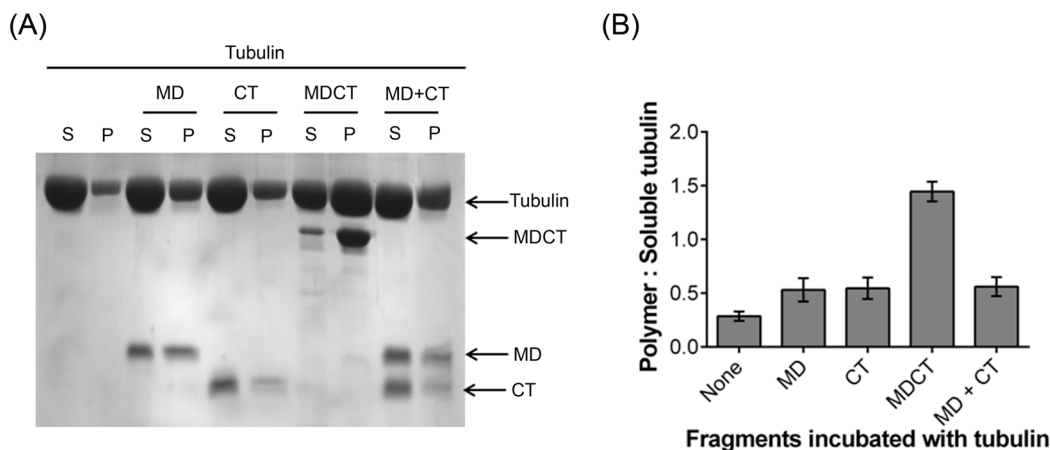 (A)
Tubulin
MD CT MDCT MD+CT
S P S P S P S P S P
Tubulin
MDCT
MD
CT
(B)
Polymer : Soluble tubulin
2.0
1.5
1.0
0.5
0.0
None MD CT MDCT MD + CT
Fragments incubated with tubulin